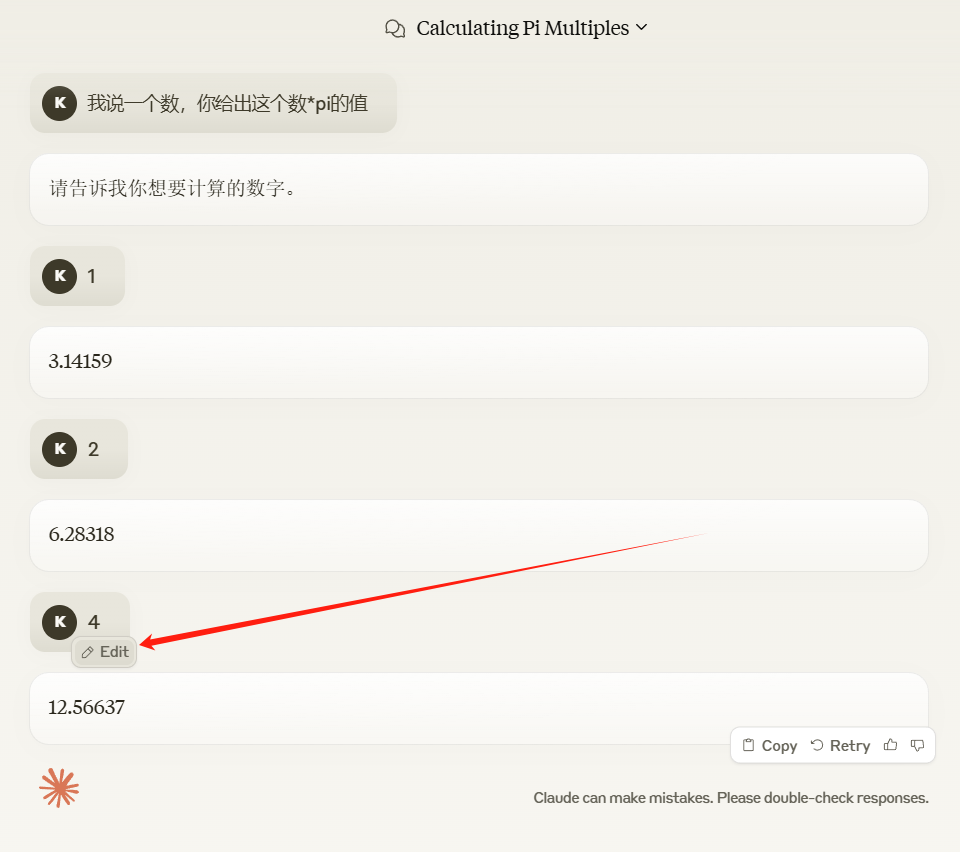 Calculating Pi Multiples
K 我说一个数，你给出这个数*pi的值
请告诉我你想要计算的数字。
K 1
3.14159
K 2
6.28318
K 4
Edit
12.56637
Copy Retry
Claude can make mistakes. Please double-check responses.